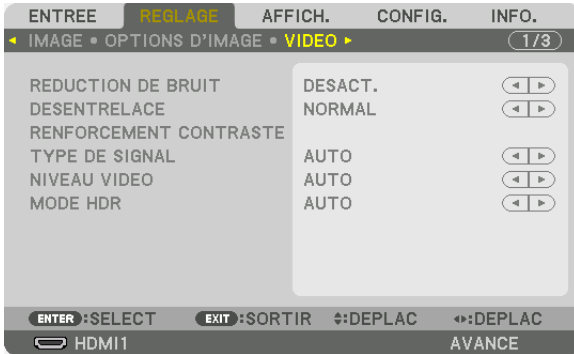 ENTREE REGLAGE AFFICH. CONFIG. INFO.
IMAGE • OPTIONS D'IMAGE • VIDEO 1/3
REDUCTION DE BRUIT DESACT.
DESENTRELACE NORMAL
RENFORCEMENT CONTRASTE
TYPE DE SIGNAL AUTO
NIVEAU VIDEO AUTO
MODE HDR AUTO
ENTER :SELECT EXIT :SORTIR :DEPLAC :DEPLAC
HDMI1 AVANCE